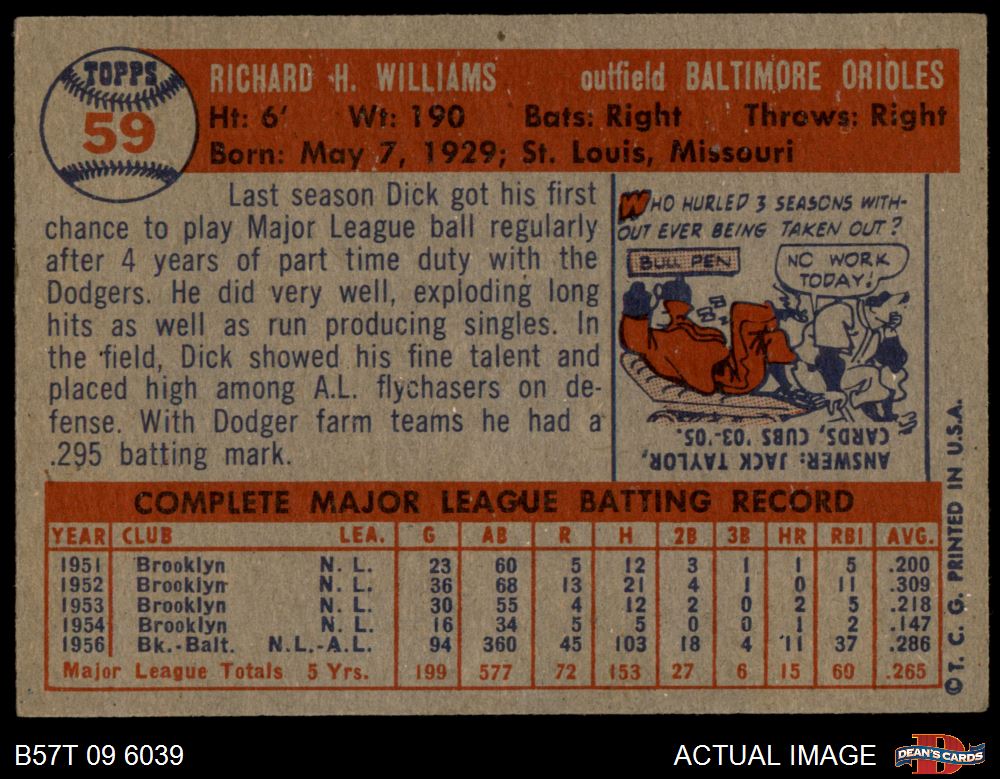 TOPPS
59
RICHARD H. WILLIAMS outfield BALTIMORE ORIOLES
Ht: 6' Wt: 190 Bats: Right Throws: Right
Born: May 7, 1929; St. Louis, Missouri
Last season Dick got his first
chance to play Major League ball regularly
after 4 years of part time duty with the
Dodgers. He did very well, exploding long
hits as well as run producing singles. In
the field, Dick showed his fine talent and
placed high among A.L. flychasers on de-
fense. With Dodger farm teams he had a
.295 batting mark.
WHO HURLED 3 SEASONS WITH-
OUT EVER BEING TAKEN OUT?
BULL PEN
NO WORK
TODAY!
ZZ
ANSWER: JACK TAYLOR,
CARDS, CUBS '03-'05.
COMPLETE MAJOR LEAGUE BATTING RECORD
YEAR CLUB LEA. G AB R H 2B 3B HR RBI AVG.
1951 Brooklyn N. L. 23 60 5 12 3 1 1 5 .200
1952 Brooklyn N. L. 36 68 13 21 4 1 0 11 .309
1953 Brooklyn N. L. 30 55 4 12 2 0 2 5 .218
1954 Brooklyn N. L. 16 34 5 5 0 0 1 2 .147
1956 Bk.-Balt. N.L.-A.L. 94 360 45 103 18 4 11 37 .286
Major League Totals 5 Yrs. 199 577 72 153 27 6 15 60 .265
©T. C. G. PRINTED IN U.S.A.
B57T 09 6039
ACTUAL IMAGE
DEAN'S CARDS